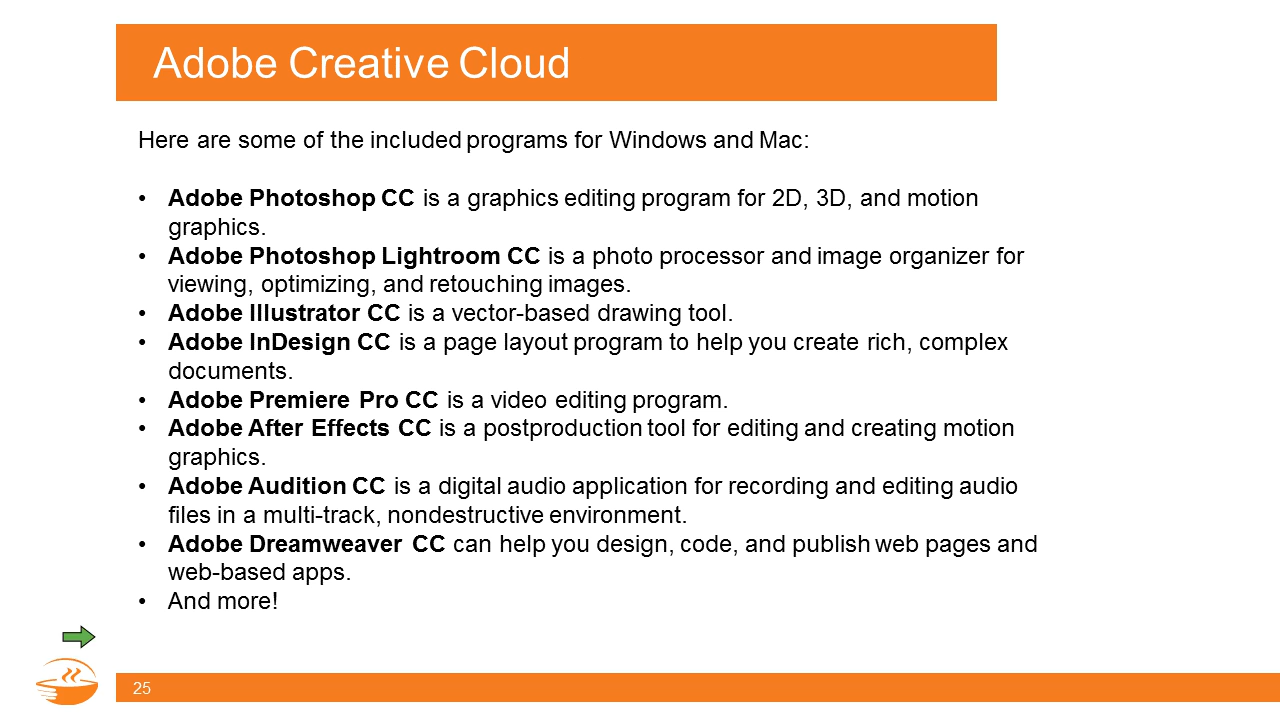 Adobe Creative Cloud
Here are some of the included programs for Windows and Mac:
• Adobe Photoshop CC is a graphics editing program for 2D, 3D, and motion
graphics.
• Adobe Photoshop Lightroom CC is a photo processor and image organizer for
viewing, optimizing, and retouching images.
• Adobe Illustrator CC is a vector-based drawing tool.
• Adobe InDesign CC is a page layout program to help you create rich, complex
documents.
• Adobe Premiere Pro CC is a video editing program.
• Adobe After Effects CC is a postproduction tool for editing and creating motion
graphics.
• Adobe Audition CC is a digital audio application for recording and editing audio
files in a multi-track, nondestructive environment.
• Adobe Dreamweaver CC can help you design, code, and publish web pages and
web-based apps.
• And more!
25